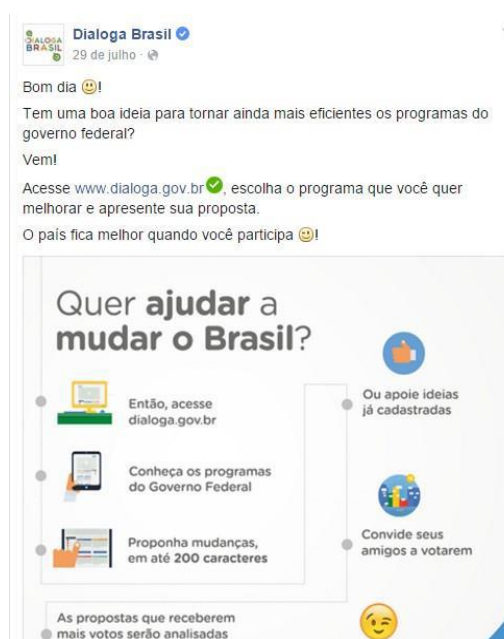 DIALOGA
BRASIL
Dialoga Brasil
29 de julho ·
Bom dia 😃!
Tem uma boa ideia para tornar ainda mais eficientes os programas do
governo federal?
Vem!
Acesse www.dialoga.gov.br✅, escolha o programa que você quer
melhorar e apresente sua proposta.
O país fica melhor quando você participa 😃!
Quer ajudar a
mudar o Brasil?
Então, acesse
dialoga.gov.br
Conheça os programas
do Governo Federal
Proponha mudanças,
em até 200 caracteres
Ou apoie ideias
já cadastradas
Convide seus
amigos a votarem
As propostas que receberem
mais votos serão analisadas